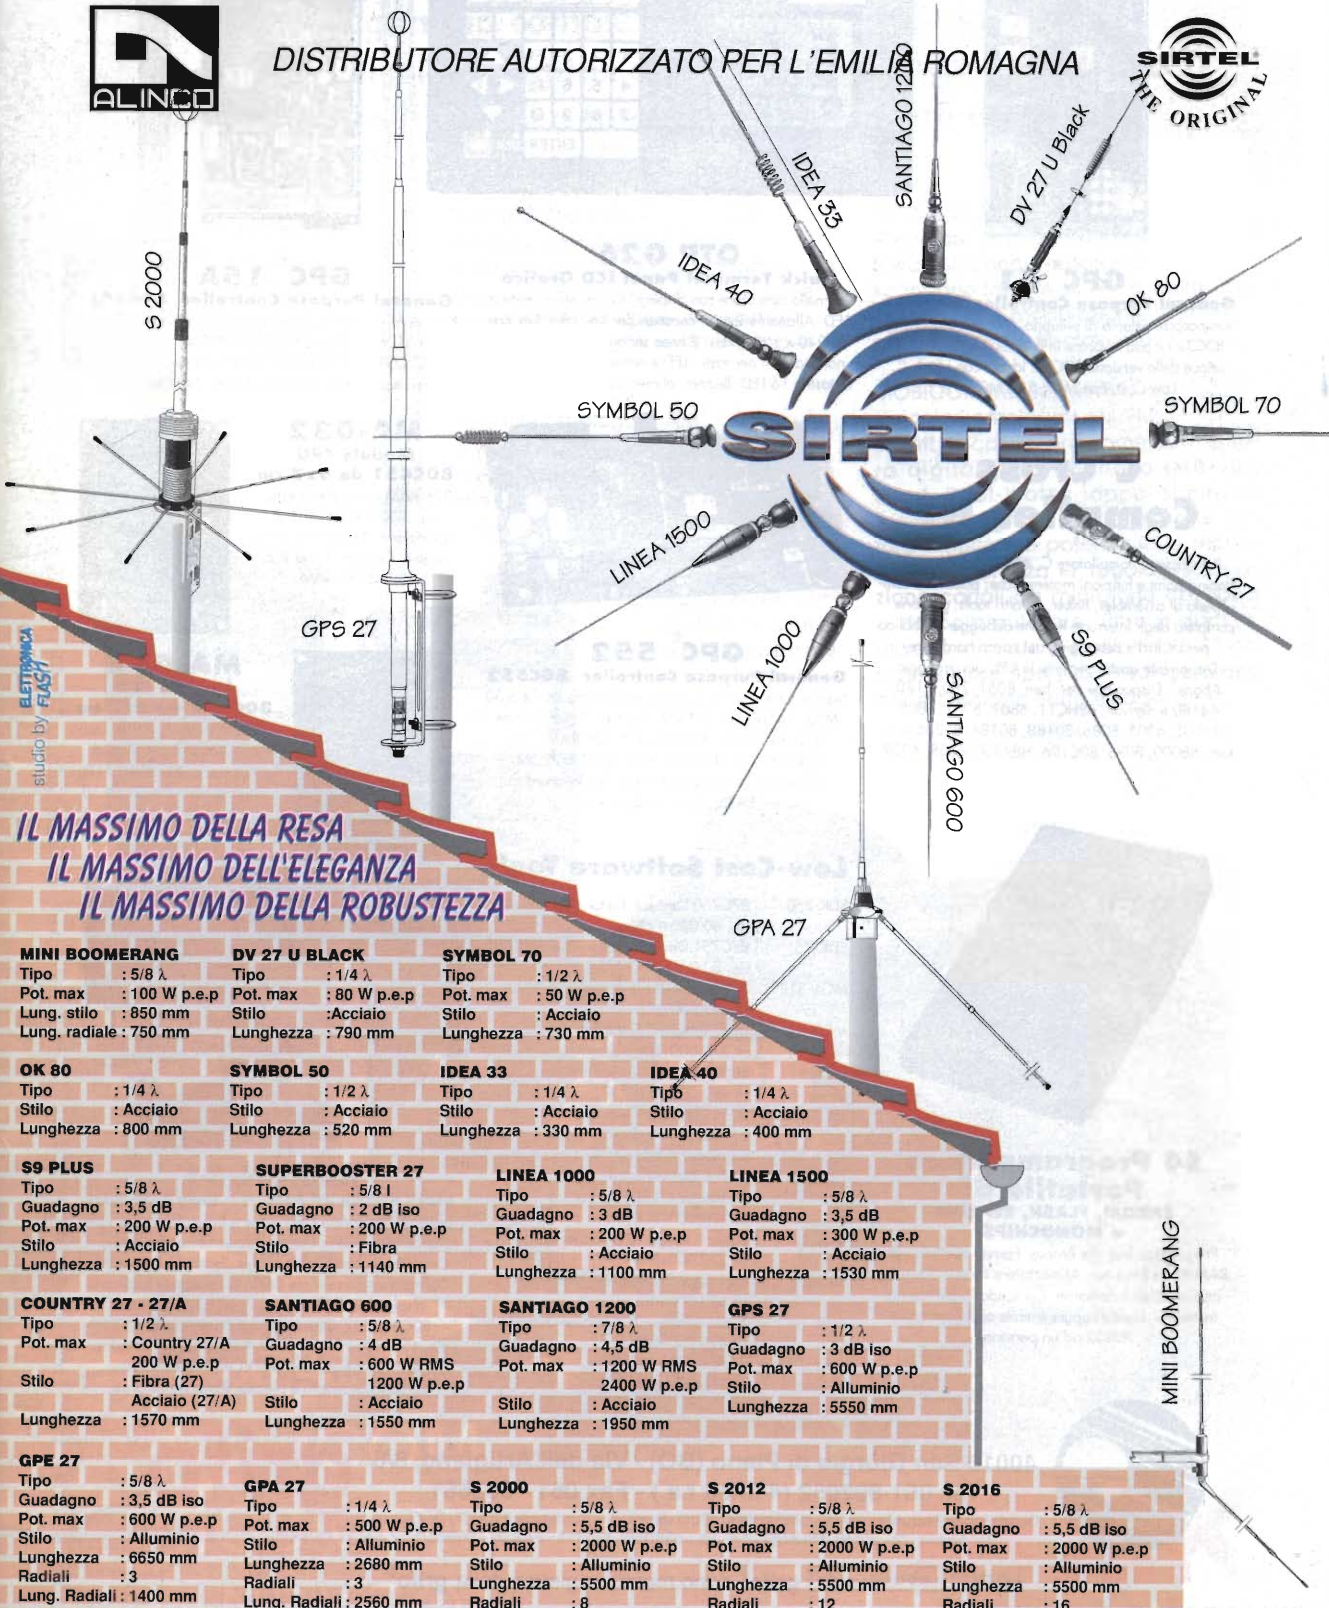 ALINCO
DISTRIBUTORE AUTORIZZATO PER L'EMILIA ROMAGNA
SIRTEL
THE ORIGINAL
S 2000
IDEA 33
SANTIAGO 1200
DV 27 U Black
IDEA 40
OK 80
SYMBOL 50
SIRTEL
SYMBOL 70
LINEA 1500
COUNTRY 27
GPS 27
LINEA 1000
SANTIAGO 600
S9 PLUS
GPA 27
MINI BOOMERANG
studio by ELETTRONICA FLASH
IL MASSIMO DELLA RESA
IL MASSIMO DELL'ELEGANZA
IL MASSIMO DELLA ROBUSTEZZA
MINI BOOMERANG
Tipo : 5/8 λ
Pot. max : 100 W p.e.p
Lung. stilo : 850 mm
Lung. radiale : 750 mm
DV 27 U BLACK
Tipo : 1/4 λ
Pot. max : 80 W p.e.p
Stilo :Acciaio
Lunghezza : 790 mm
SYMBOL 70
Tipo : 1/2 λ
Pot. max : 50 W p.e.p
Stilo : Acciaio
Lunghezza : 730 mm
OK 80
Tipo : 1/4 λ
Stilo : Acciaio
Lunghezza : 800 mm
SYMBOL 50
Tipo : 1/2 λ
Stilo : Acciaio
Lunghezza : 520 mm
IDEA 33
Tipo : 1/4 λ
Stilo : Acciaio
Lunghezza : 330 mm
IDEA 40
Tipo : 1/4 λ
Stilo : Acciaio
Lunghezza : 400 mm
S9 PLUS
Tipo : 5/8 λ
Guadagno : 3,5 dB
Pot. max : 200 W p.e.p
Stilo : Acciaio
Lunghezza : 1500 mm
SUPERBOOSTER 27
Tipo : 5/8 l
Guadagno : 2 dB iso
Pot. max : 200 W p.e.p
Stilo : Fibra
Lunghezza : 1140 mm
LINEA 1000
Tipo : 5/8 λ
Guadagno : 3 dB
Pot. max : 200 W p.e.p
Stilo : Acciaio
Lunghezza : 1100 mm
LINEA 1500
Tipo : 5/8 λ
Guadagno : 3,5 dB
Pot. max : 300 W p.e.p
Stilo : Acciaio
Lunghezza : 1530 mm
COUNTRY 27 - 27/A
Tipo : 1/2 λ
Pot. max : Country 27/A
200 W p.e.p
Stilo : Fibra (27)
Acciaio (27/A)
Lunghezza : 1570 mm
SANTIAGO 600
Tipo : 5/8 λ
Guadagno : 4 dB
Pot. max : 600 W RMS
1200 W p.e.p
Stilo : Acciaio
Lunghezza : 1550 mm
SANTIAGO 1200
Tipo : 7/8 λ
Guadagno : 4,5 dB
Pot. max : 1200 W RMS
2400 W p.e.p
Stilo : Acciaio
Lunghezza : 1950 mm
GPS 27
Tipo : 1/2 λ
Guadagno : 3 dB iso
Pot. max : 600 W p.e.p
Stilo : Alluminio
Lunghezza : 5550 mm
GPE 27
Tipo : 5/8 λ
Guadagno : 3,5 dB iso
Pot. max : 600 W p.e.p
Stilo : Alluminio
Lunghezza : 6650 mm
Radiali : 3
Lung. Radiali : 1400 mm
GPA 27
Tipo : 1/4 λ
Pot. max : 500 W p.e.p
Stilo : Alluminio
Lunghezza : 2680 mm
Radiali : 3
Lung. Radiali : 2560 mm
S 2000
Tipo : 5/8 λ
Guadagno : 5,5 dB iso
Pot. max : 2000 W p.e.p
Stilo : Alluminio
Lunghezza : 5500 mm
Radiali : 8
S 2012
Tipo : 5/8 λ
Guadagno : 5,5 dB iso
Pot. max : 2000 W p.e.p
Stilo : Alluminio
Lunghezza : 5500 mm
Radiali : 12
S 2016
Tipo : 5/8 λ
Guadagno : 5,5 dB iso
Pot. max : 2000 W p.e.p
Stilo : Alluminio
Lunghezza : 5500 mm
Radiali : 16